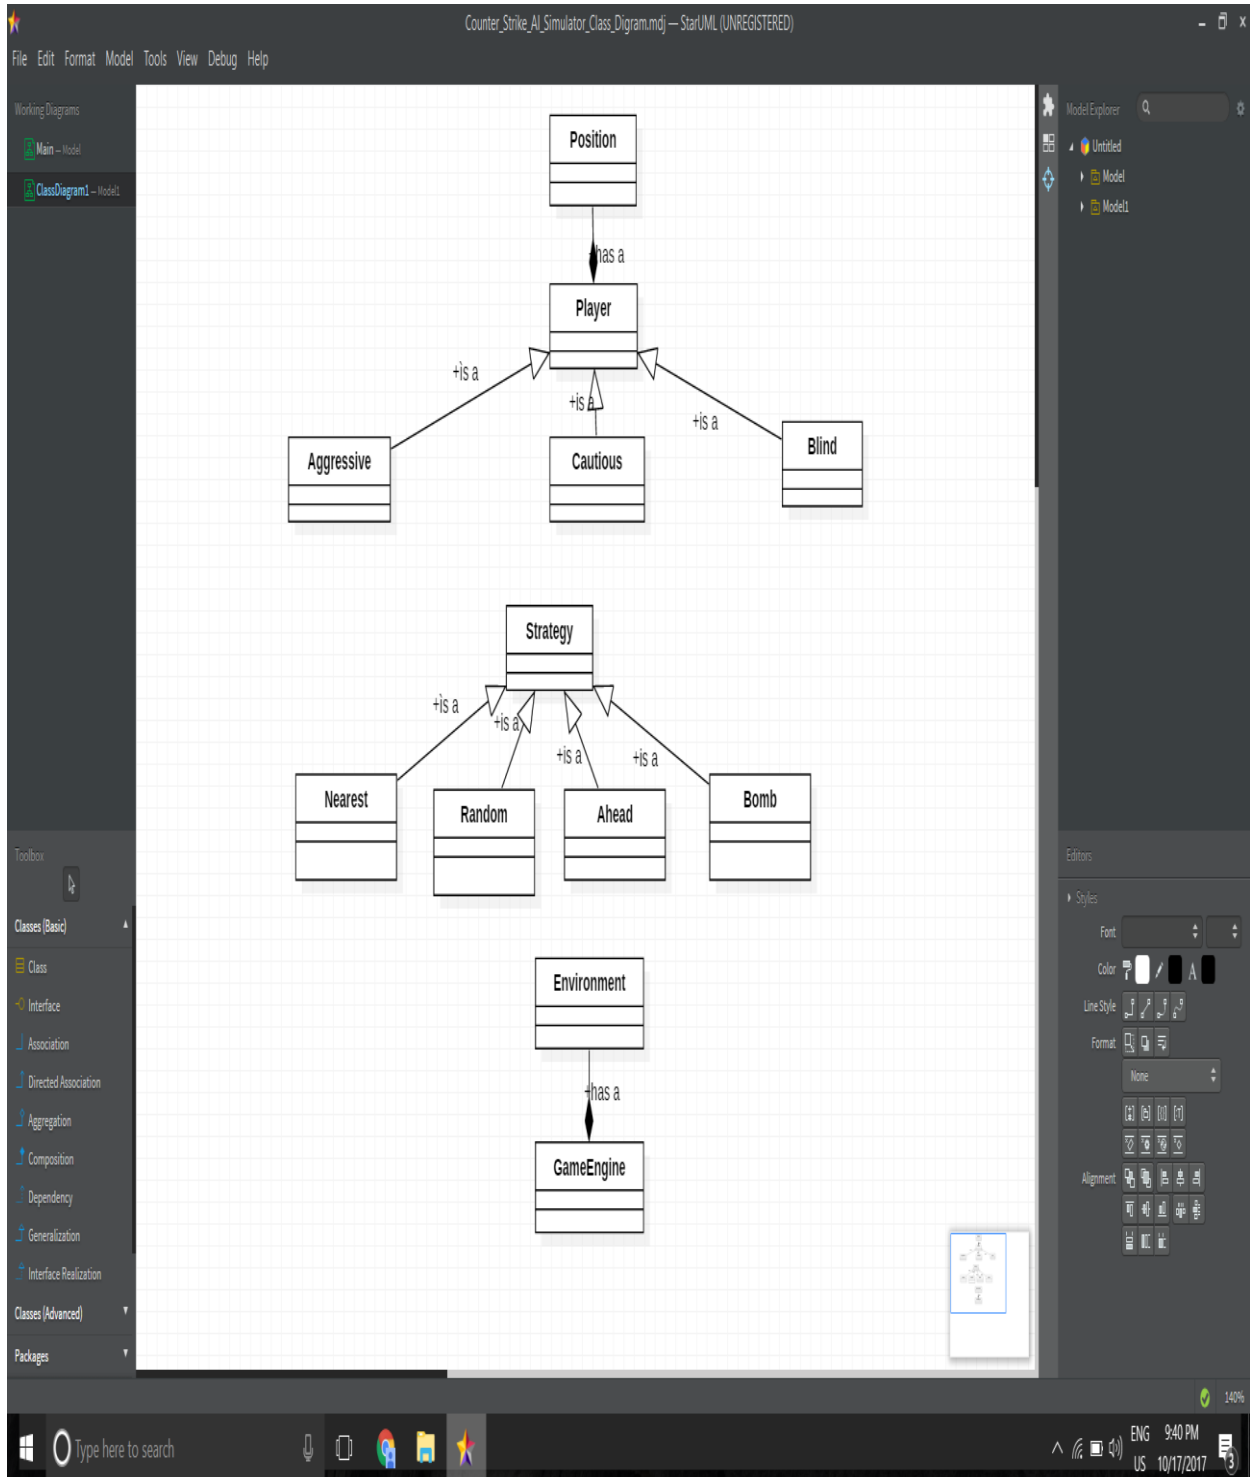 Counter_Strike_AI_Simulator_Class_Digram.mdj — StarUML (UNREGISTERED)
File Edit Format Model Tools View Debug Help
Working Diagrams
Main – Model
ClassDiagram1 – Model1
Model Explorer
Untitled
Model
Model1
Position
+has a
Player
+is a
+is a
+is a
Aggressive
Cautious
Blind
Strategy
+is a
+is a
+is a
+is a
Nearest
Random
Ahead
Bomb
Environment
+has a
GameEngine
Toolbox
Classes (Basic)
Class
Interface
Association
Directed Association
Aggregation
Composition
Dependency
Generalization
Interface Realization
Classes (Advanced)
Packages
Editors
Styles
Font
Color
A
Line Style
Format
None
Alignment
140%
Type here to search
ENG
US
9:40 PM
10/17/2017
3